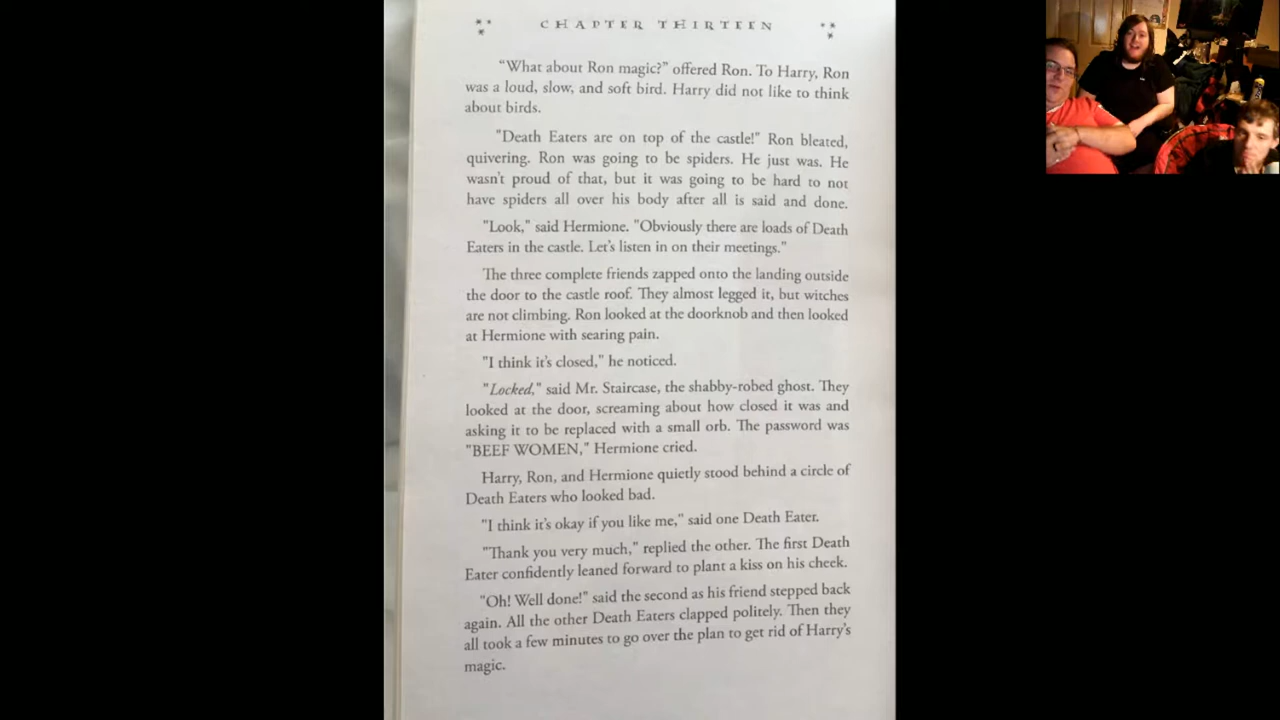 CHAPTER THIRTEEN
"What about Ron magic?" offered Ron. To Harry, Ron
was a loud, slow, and soft bird. Harry did not like to think
about birds.
"Death Eaters are on top of the castle!" Ron bleated,
quivering. Ron was going to be spiders. He just was. He
wasn't proud of that, but it was going to be hard to not
have spiders all over his body after all is said and done.
"Look," said Hermione. "Obviously there are loads of Death
Eaters in the castle. Let's listen in on their meetings."
The three complete friends zapped onto the landing outside
the door to the castle roof. They almost legged it, but witches
are not climbing. Ron looked at the doorknob and then looked
at Hermione with searing pain.
"I think it's closed," he noticed.
"Locked," said Mr. Staircase, the shabby-robed ghost. They
looked at the door, screaming about how closed it was and
asking it to be replaced with a small orb. The password was
"BEEF WOMEN," Hermione cried.
Harry, Ron, and Hermione quietly stood behind a circle of
Death Eaters who looked bad.
"I think it's okay if you like me," said one Death Eater.
"Thank you very much," replied the other. The first Death
Eater confidently leaned forward to plant a kiss on his cheek.
"Oh! Well done!" said the second as his friend stepped back
again. All the other Death Eaters clapped politely. Then they
all took a few minutes to go over the plan to get rid of Harry's
magic.